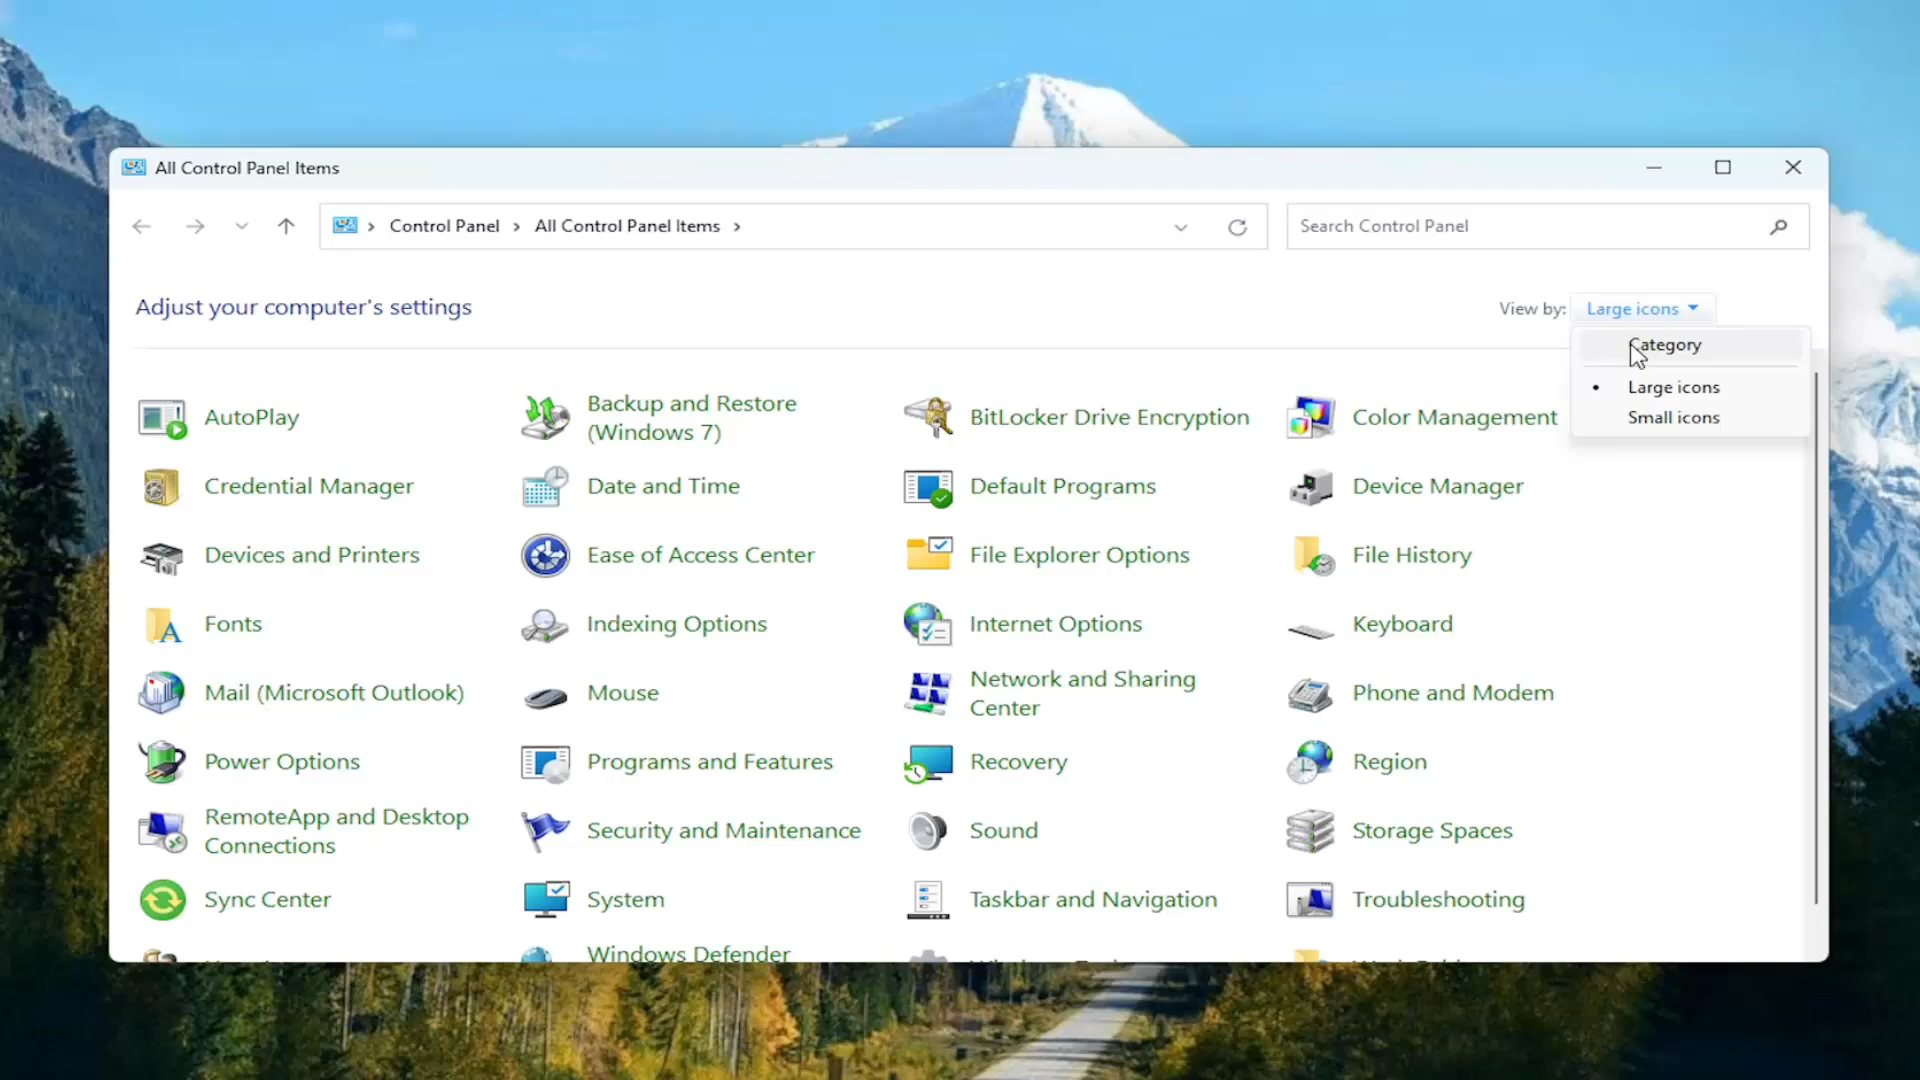 All Control Panel Items
Control Panel
All Control Panel Items
Search Control Panel
Adjust your computer's settings
View by:
Large icons
Category
Large icons
Small icons
AutoPlay
Backup and Restore
(Windows 7)
BitLocker Drive Encryption
Color Management
Credential Manager
Date and Time
Default Programs
Device Manager
Devices and Printers
Ease of Access Center
File Explorer Options
File History
Fonts
Indexing Options
Internet Options
Keyboard
Mail (Microsoft Outlook)
Mouse
Network and Sharing
Center
Phone and Modem
Power Options
Programs and Features
Recovery
Region
RemoteApp and Desktop
Connections
Security and Maintenance
Sound
Storage Spaces
Sync Center
System
Taskbar and Navigation
Troubleshooting
Windows Defender